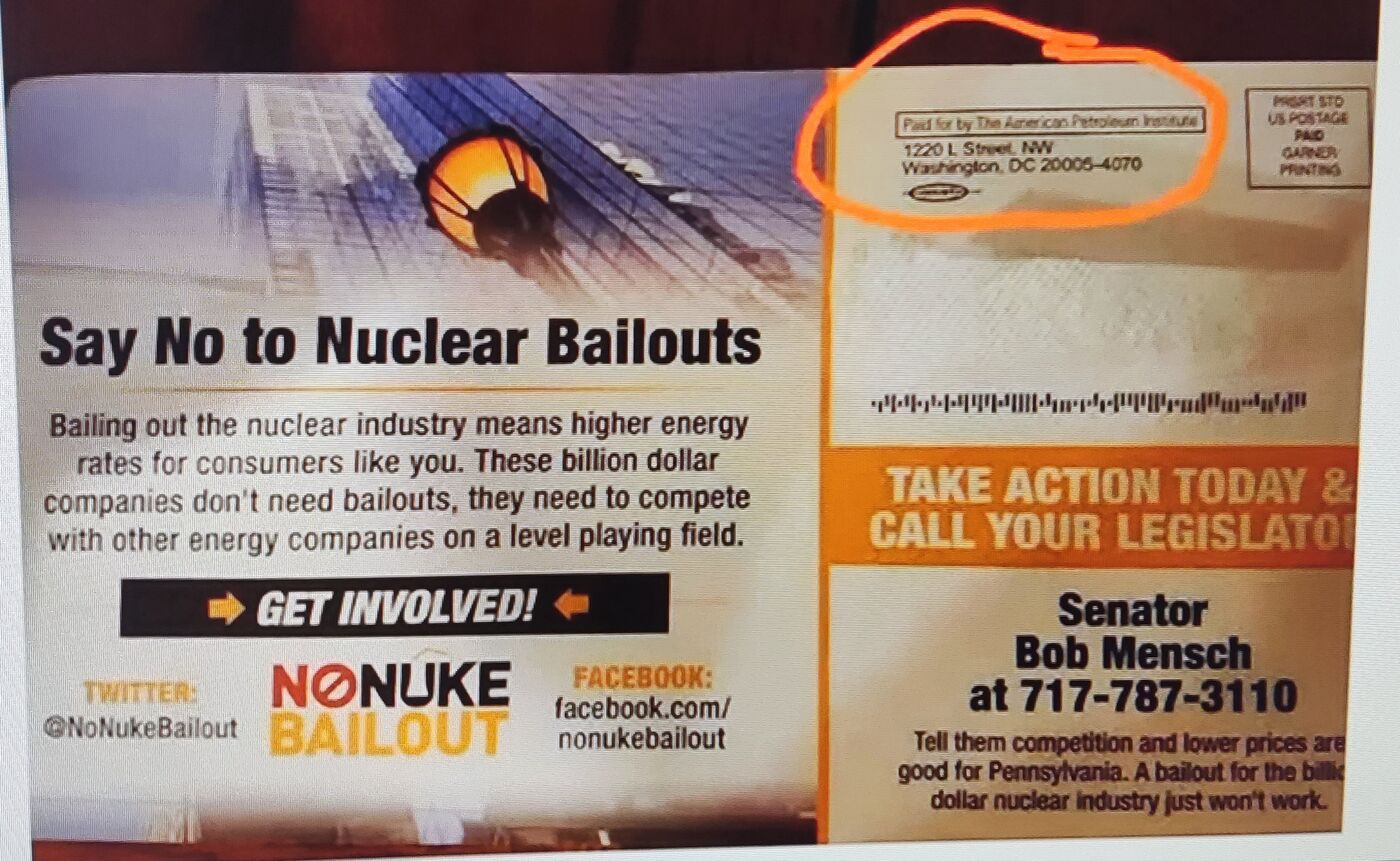 Say No to Nuclear Bailouts
Bailing out the nuclear industry means higher energy
rates for consumers like you. These billion dollar
companies don't need bailouts, they need to compete
with other energy companies on a level playing field.
GET INVOLVED!
TWITTER:
@NoNukeBailout
NONUKE
BAILOUT
FACEBOOK:
facebook.com/
nonukebailout
Paid for by The American Petroleum Institute
1220 L Street, NW
Washington, DC 20005-4070
PRSRT STD
US POSTAGE
PAID
GARNER
PRINTING
TAKE ACTION TODAY &
CALL YOUR LEGISLATO
Senator
Bob Mensch
at 717-787-3110
Tell them competition and lower prices are
good for Pennsylvania. A bailout for the billi
dollar nuclear industry just won't work.